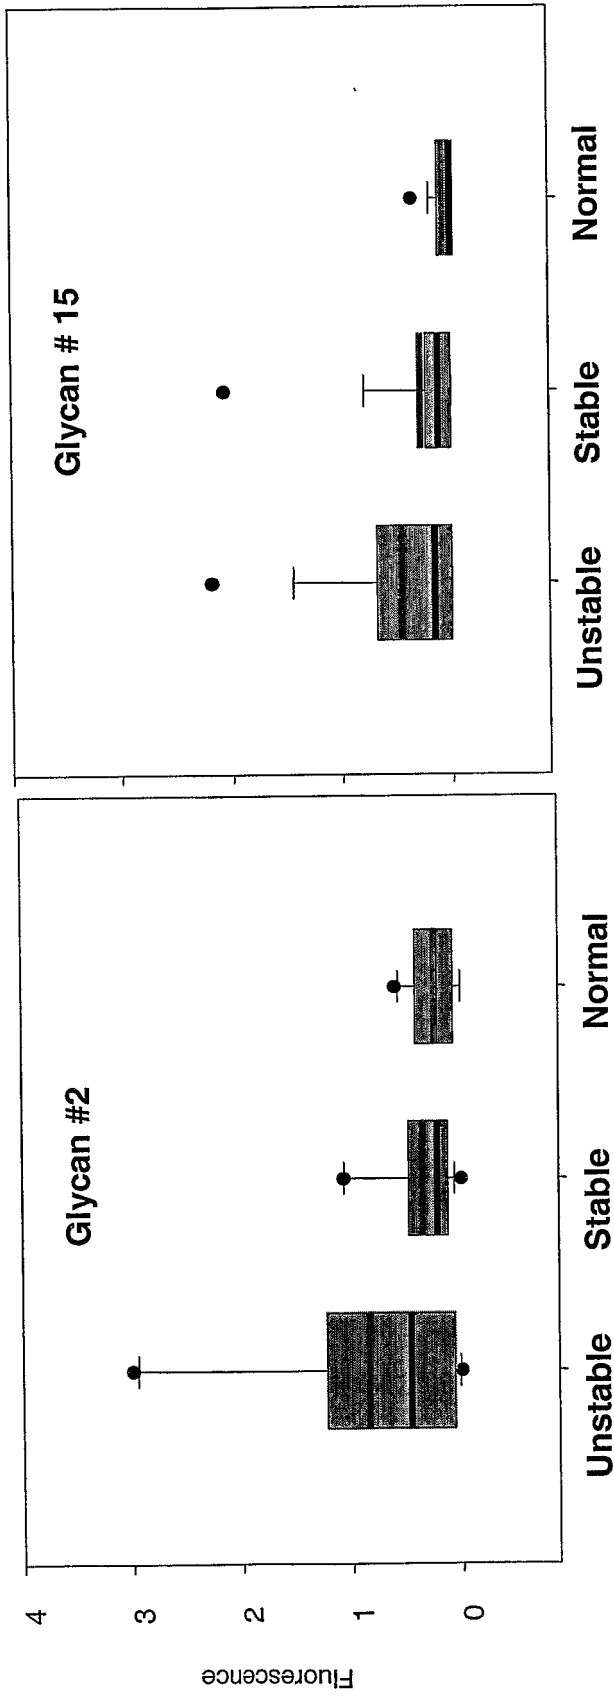 Glycan #2
Glycan # 15
Fluorescence
4
3
2
1
0
Unstable
Stable
Normal
Unstable
Stable
Normal